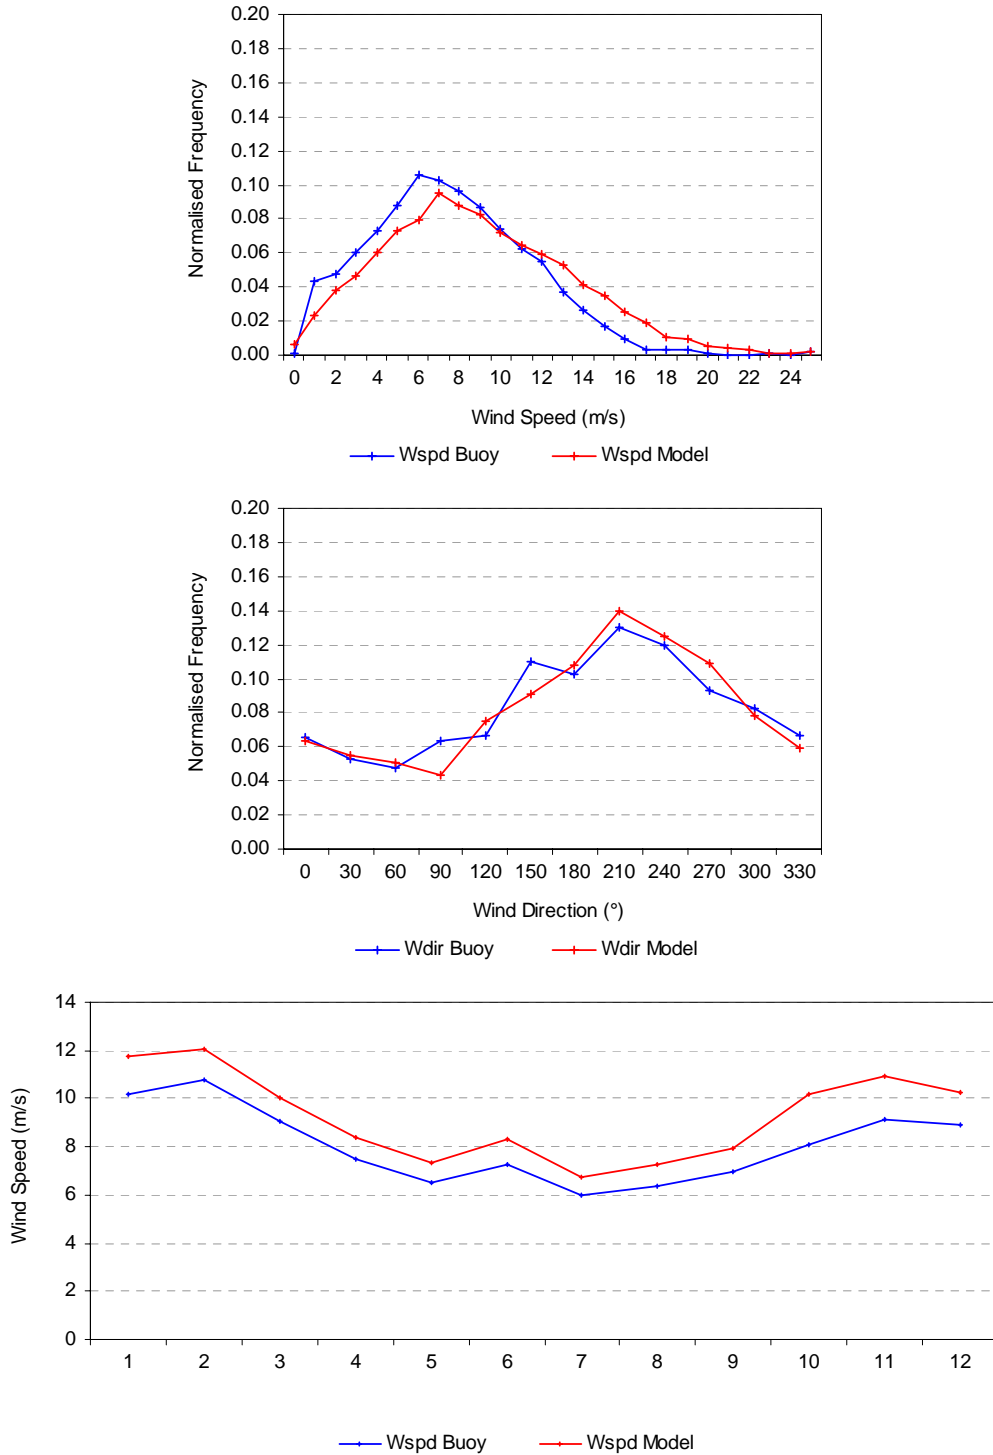 0.20
0.18
0.16
0.14
0.12
0.10
0.08
0.06
0.04
0.02
0.00
Normalised Frequency
0 2 4 6 8 10 12 14 16 18 20 22 24
Wind Speed (m/s)
Wspd Buoy Wspd Model
0.20
0.18
0.16
0.14
0.12
0.10
0.08
0.06
0.04
0.02
0.00
Normalised Frequency
0 30 60 90 120 150 180 210 240 270 300 330
Wind Direction (°)
Wdir Buoy Wdir Model
14
12
10
8
6
4
2
0
Wind Speed (m/s)
1 2 3 4 5 6 7 8 9 10 11 12
Wspd Buoy Wspd Model